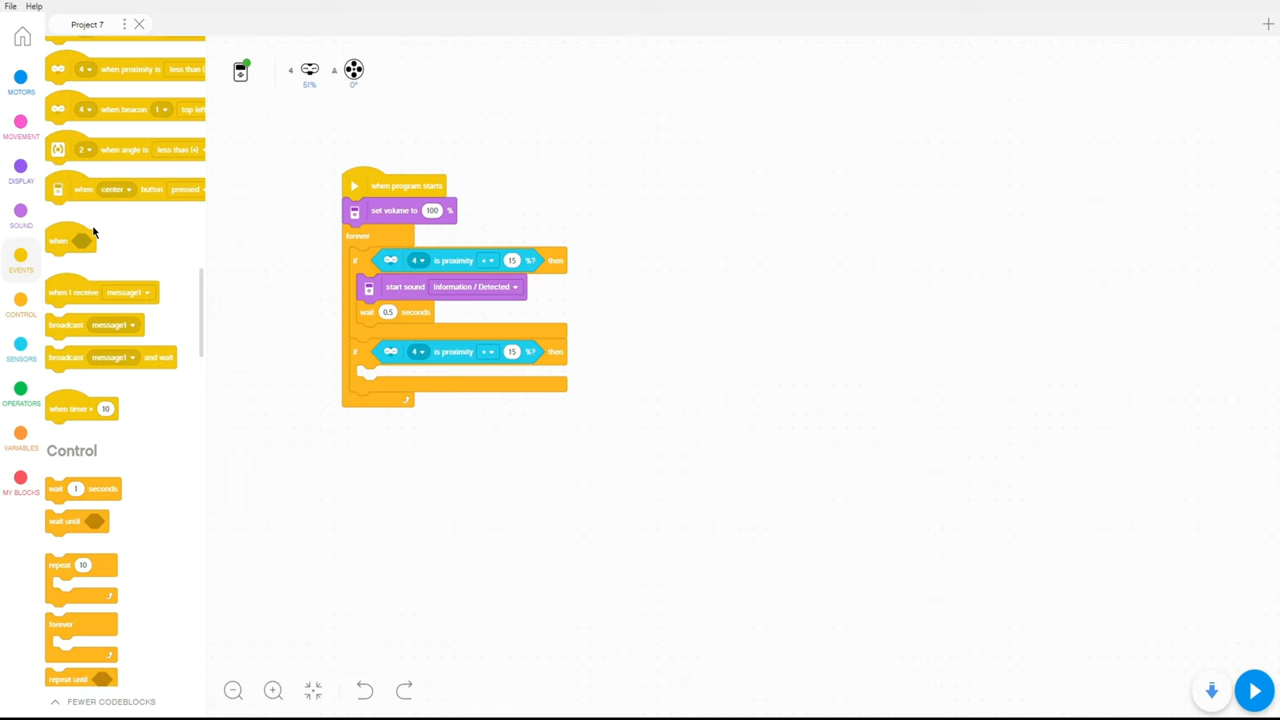 File Help
Project 7
4 51%
A 0°
MOTORS
MOVEMENT
DISPLAY
SOUND
EVENTS
CONTROL
SENSORS
OPERATORS
VARIABLES
MY BLOCKS
4 when proximity is less than (
4 when beacon 1 top left
2 when angle is less than (<)
when center button pressed
when
when I receive message1
broadcast message1
broadcast message1 and wait
when timer > 10
Control
wait 1 seconds
wait until
repeat 10
forever
repeat until
FEWER CODEBLOCKS
when program starts
set volume to 100 %
forever
if 4 is proximity < 15 %? then
start sound Information / Detected
wait 0.5 seconds
if 4 is proximity < 15 %? then